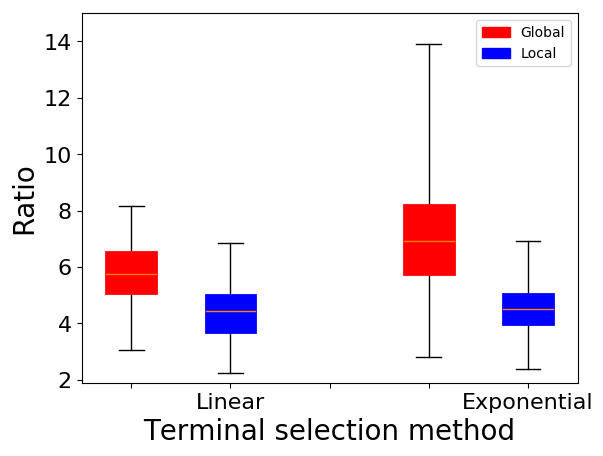 Global
Local
Ratio
14
12
10
8
6
4
2
Linear
Exponential
Terminal selection method